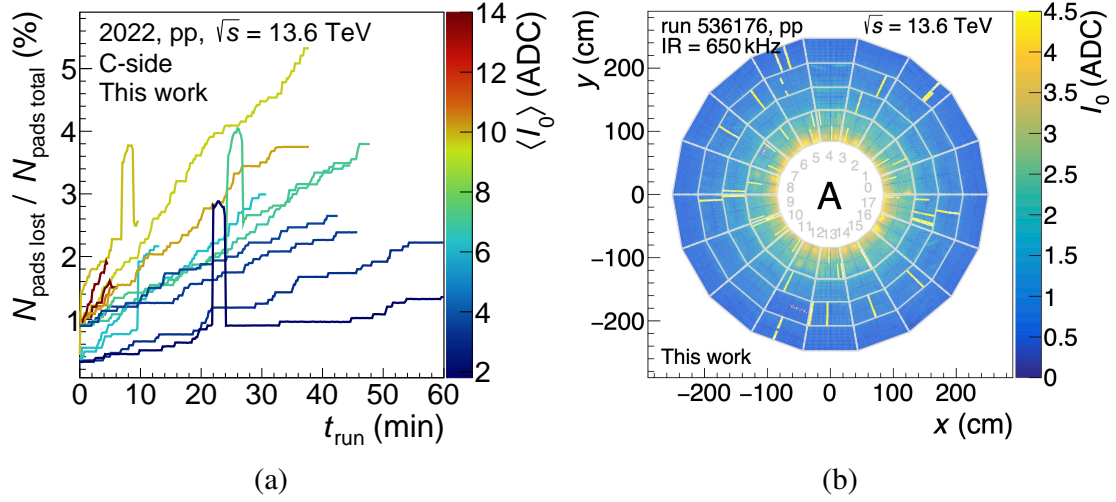 2022, pp, √s = 13.6 TeV
C-side
This work
N_pads lost / N_pads total (%)
5
4
3
2
1
0 10 20 30 40 50 60
t_run (min)
14
12
10
8
6
4
2
⟨I_0⟩ (ADC)
(a)
run 536176, pp √s = 13.6 TeV
IR = 650 kHz
y (cm)
200
100
0
−100
−200
A
0
1
2
3
4
5
6
7
8
9
10
11
12
13
14
15
16
17
This work
−200 −100 0 100 200
x (cm)
4.5
4
3.5
3
2.5
2
1.5
1
0.5
0
I_0 (ADC)
(b)